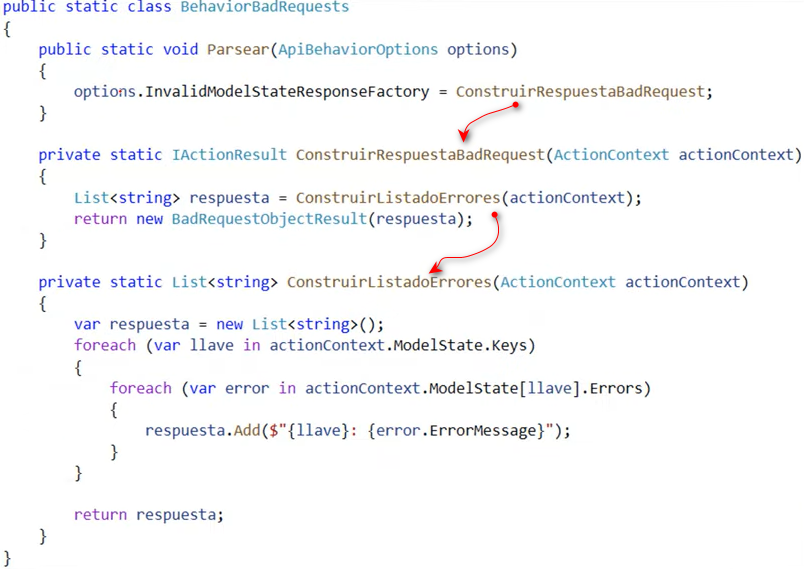 public static class BehaviorBadRequests
{
    public static void Parsear(ApiBehaviorOptions options)
    {
        options.InvalidModelStateResponseFactory = ConstruirRespuestaBadRequest;
    }

    private static IActionResult ConstruirRespuestaBadRequest(ActionContext actionContext)
    {
        List<string> respuesta = ConstruirListadoErrores(actionContext);
        return new BadRequestObjectResult(respuesta);
    }

    private static List<string> ConstruirListadoErrores(ActionContext actionContext)
    {
        var respuesta = new List<string>();
        foreach (var llave in actionContext.ModelState.Keys)
        {
            foreach (var error in actionContext.ModelState[llave].Errors)
            {
                respuesta.Add($"{llave}: {error.ErrorMessage}");
            }
        }

        return respuesta;
    }
}